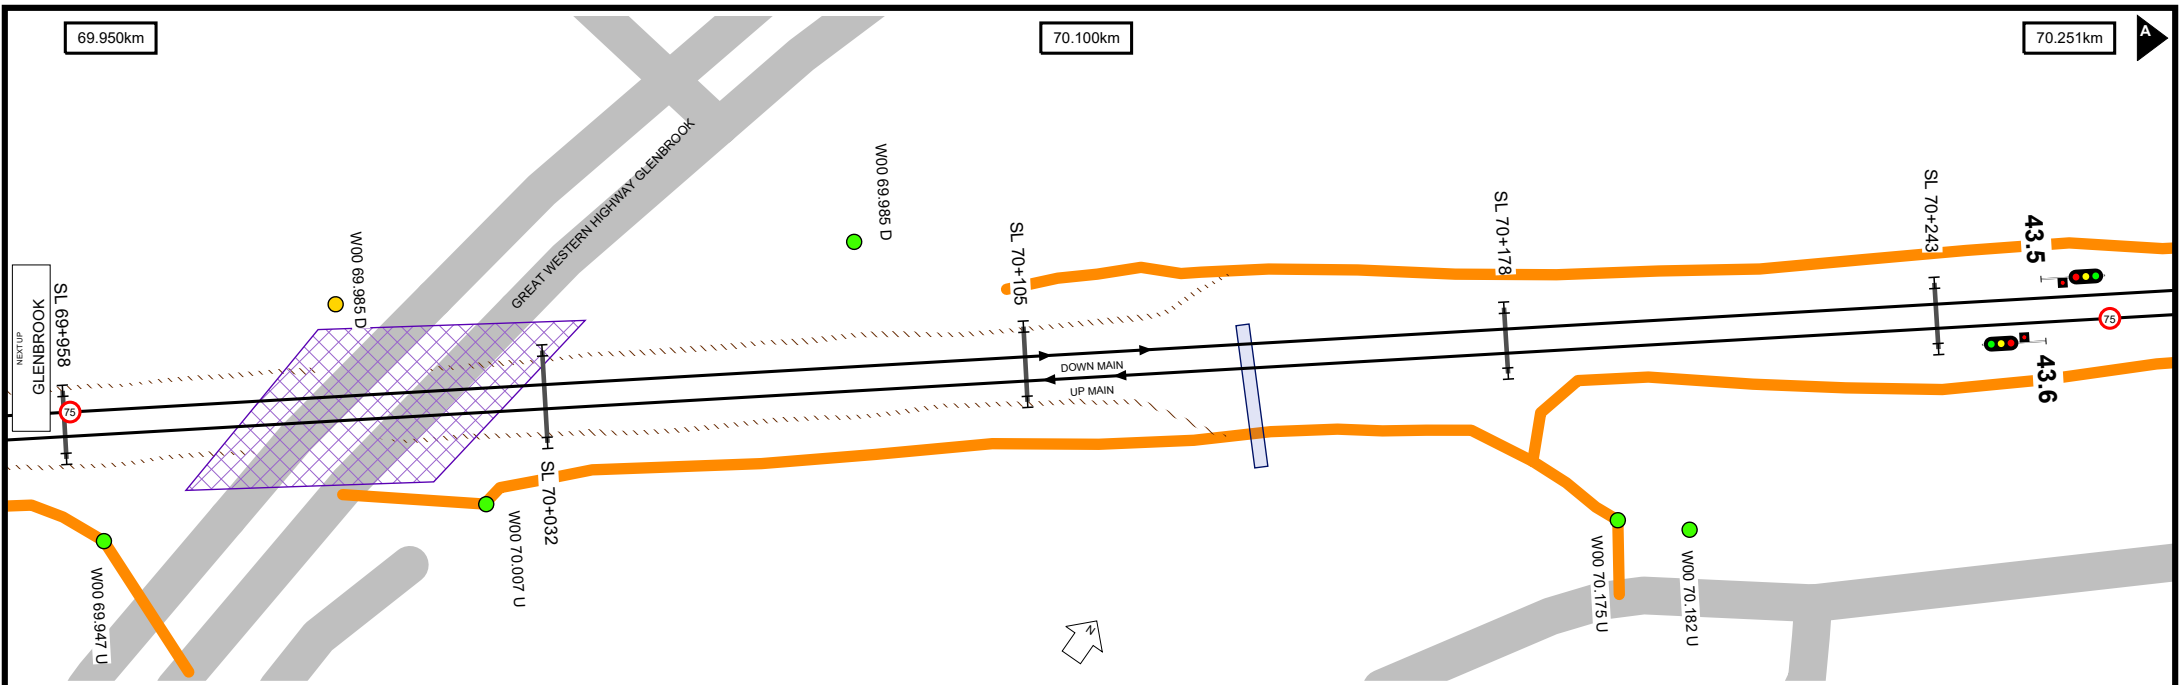 69.950km
70.100km
70.251km
A
GREAT WESTERN HIGHWAY GLENBROOK
W00 69.985 D
W00 69.985 D
SL 70+105
SL 70+178
SL 70+243
43.5
NEXT UP
GLENBROOK
SL 69+958
75
75
DOWN MAIN
UP MAIN
43.6
SL 70+032
W00 70.007 U
W00 69.947 U
W00 70.175 U
W00 70.182 U
N